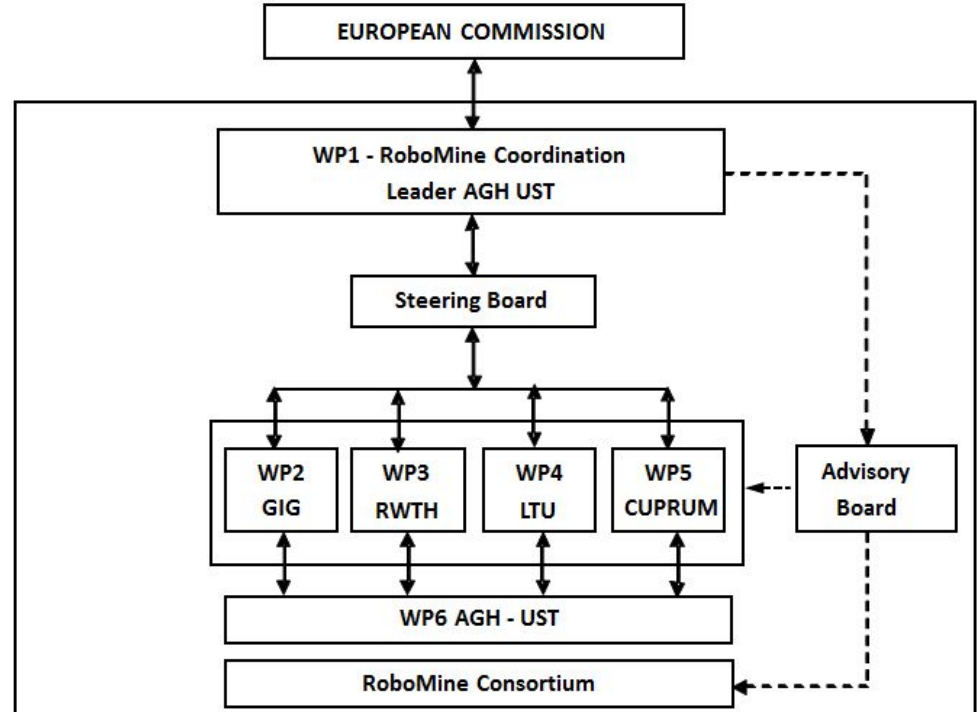 EUROPEAN COMMISSION
WP1 - RoboMine Coordination
Leader AGH UST
Steering Board
WP2
GIG
WP3
RWTH
WP4
LTU
WP5
CUPRUM
Advisory
Board
WP6 AGH - UST
RoboMine Consortium